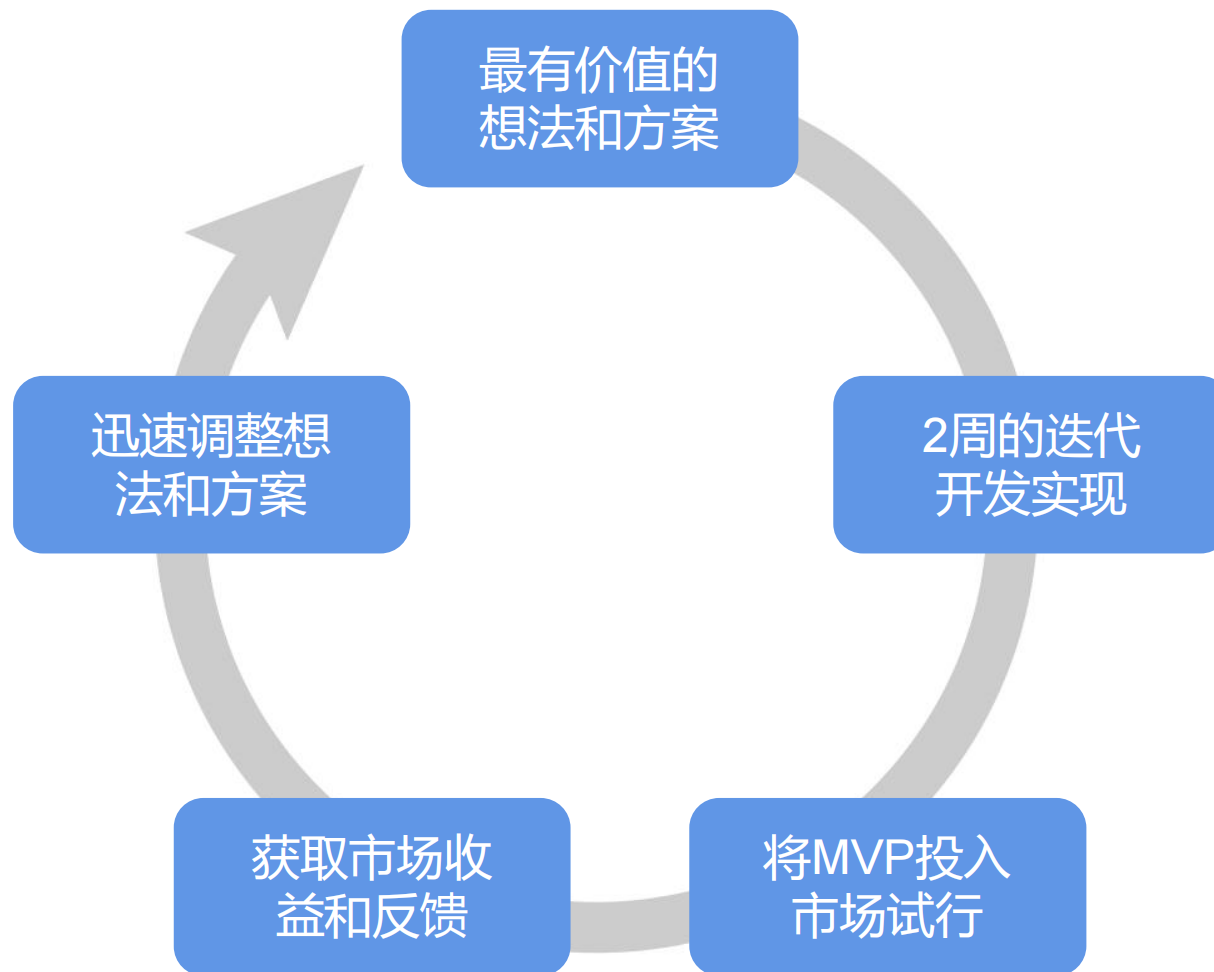 最有价值的
想法和方案
2周的迭代
开发实现
将MVP投入
市场试行
获取市场收
益和反馈
迅速调整想
法和方案